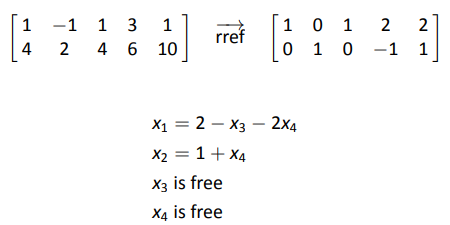 [1 −1 1 3 1; 4 2 4 6 10] →rref [1 0 1 2 2; 0 1 0 −1 1]
x₁ = 2 − x₃ − 2x₄
x₂ = 1 + x₄
x₃ is free
x₄ is free